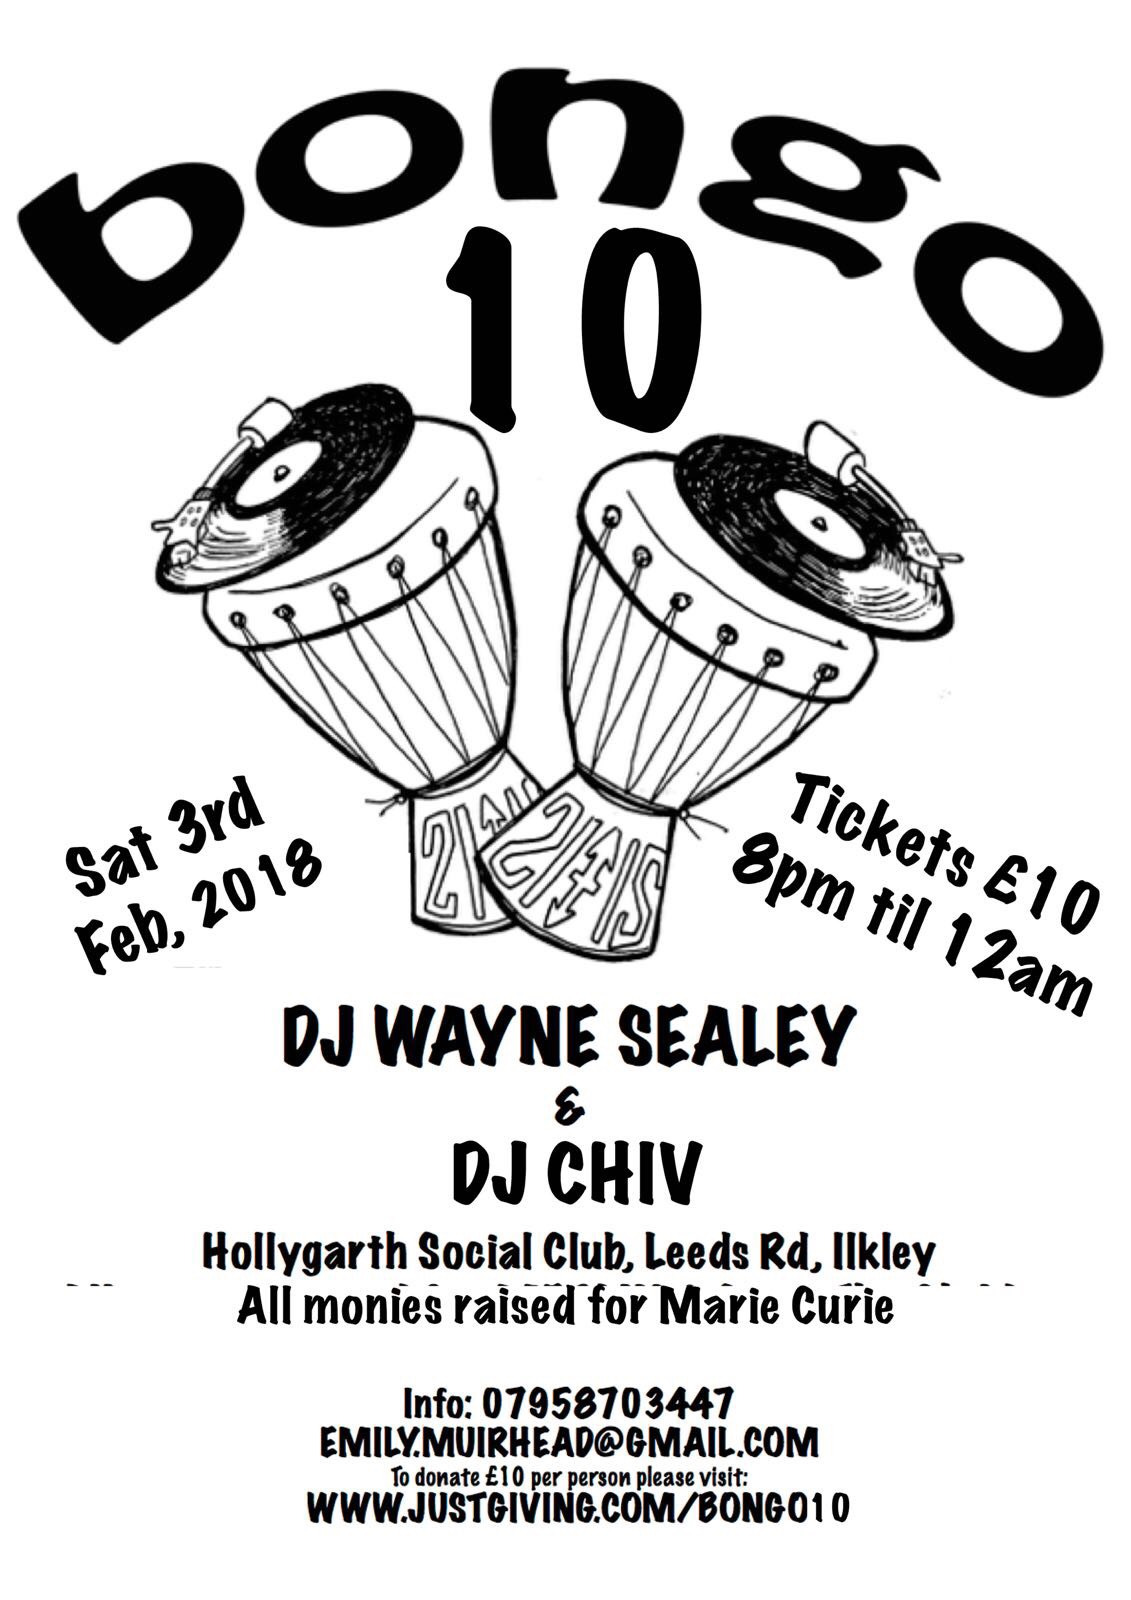 bongo
10
Sat 3rd
Feb, 2018
Tickets £10
8pm til 12am
DJ WAYNE SEALEY
&
DJ CHIV
Hollygarth Social Club, Leeds Rd, Ilkley
All monies raised for Marie Curie
Info: 07958703447
EMILY.MUIRHEAD@GMAIL.COM
To donate £10 per person please visit:
WWW.JUSTGIVING.COM/BONGO10